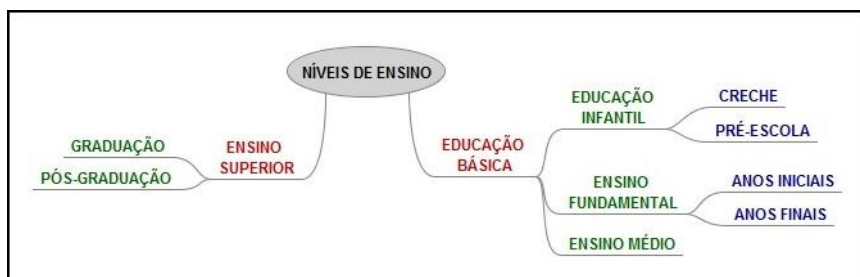 NÍVEIS DE ENSINO
GRADUAÇÃO
PÓS-GRADUAÇÃO
ENSINO
SUPERIOR
EDUCAÇÃO
BÁSICA
EDUCAÇÃO
INFANTIL
CRECHE
PRÉ-ESCOLA
ENSINO
FUNDAMENTAL
ANOS INICIAIS
ANOS FINAIS
ENSINO MÉDIO